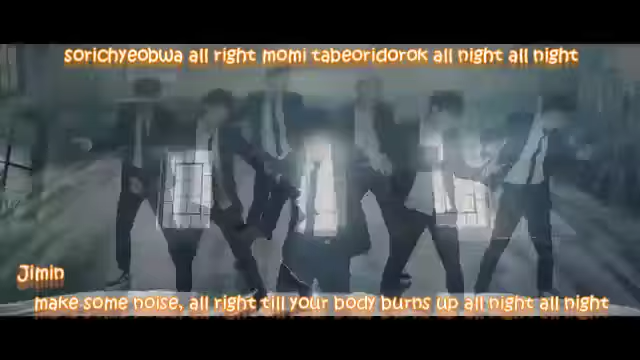 sorichyeobwa all right momi tabeoridorok all night all night
Jimin
make some noise, all right till your body burns up all night all night